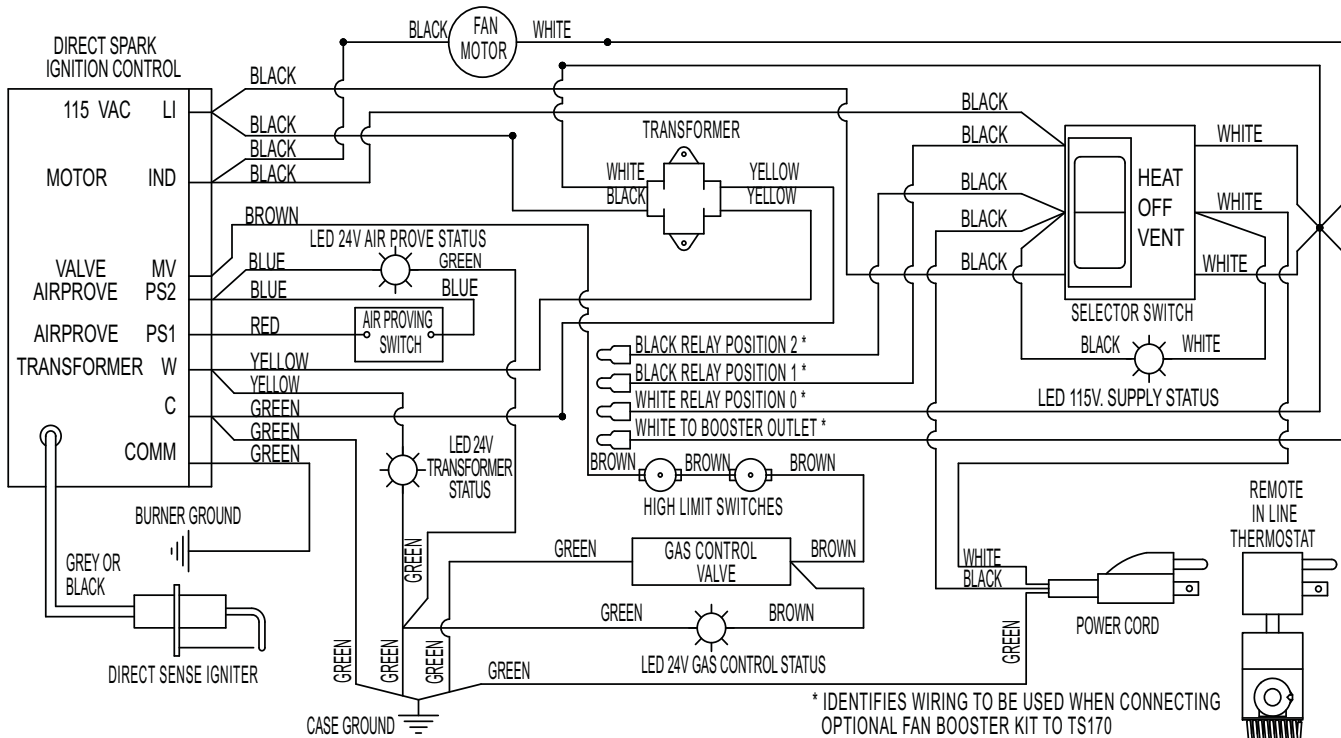 DIRECT SPARK
IGNITION CONTROL
115 VAC LI
MOTOR IND
VALVE MV
AIRPROVE PS2
AIRPROVE PS1
TRANSFORMER W
C
COMM
BLACK
FAN
MOTOR
WHITE
BLACK
BLACK
BLACK
BLACK
BROWN
LED 24V AIR PROVE STATUS
BLUE
GREEN
BLUE
BLUE
RED
AIR PROVING
SWITCH
YELLOW
YELLOW
GREEN
GREEN
GREEN
LED 24V
TRANSFORMER
STATUS
BURNER GROUND
GREY OR
BLACK
DIRECT SENSE IGNITER
TRANSFORMER
WHITE
BLACK
YELLOW
YELLOW
BLACK
BLACK
BLACK
BLACK
BLACK
HEAT
OFF
VENT
WHITE
WHITE
WHITE
SELECTOR SWITCH
BLACK
WHITE
LED 115V. SUPPLY STATUS
BLACK RELAY POSITION 2 *
BLACK RELAY POSITION 1 *
WHITE RELAY POSITION 0 *
WHITE TO BOOSTER OUTLET *
BROWN
BROWN
BROWN
HIGH LIMIT SWITCHES
GREEN
GAS CONTROL
VALVE
BROWN
GREEN
BROWN
LED 24V GAS CONTROL STATUS
GREEN
GREEN
GREEN
GREEN
GREEN
CASE GROUND
WHITE
BLACK
GREEN
POWER CORD
REMOTE
IN LINE
THERMOSTAT
* IDENTIFIES WIRING TO BE USED WHEN CONNECTING
OPTIONAL FAN BOOSTER KIT TO TS170